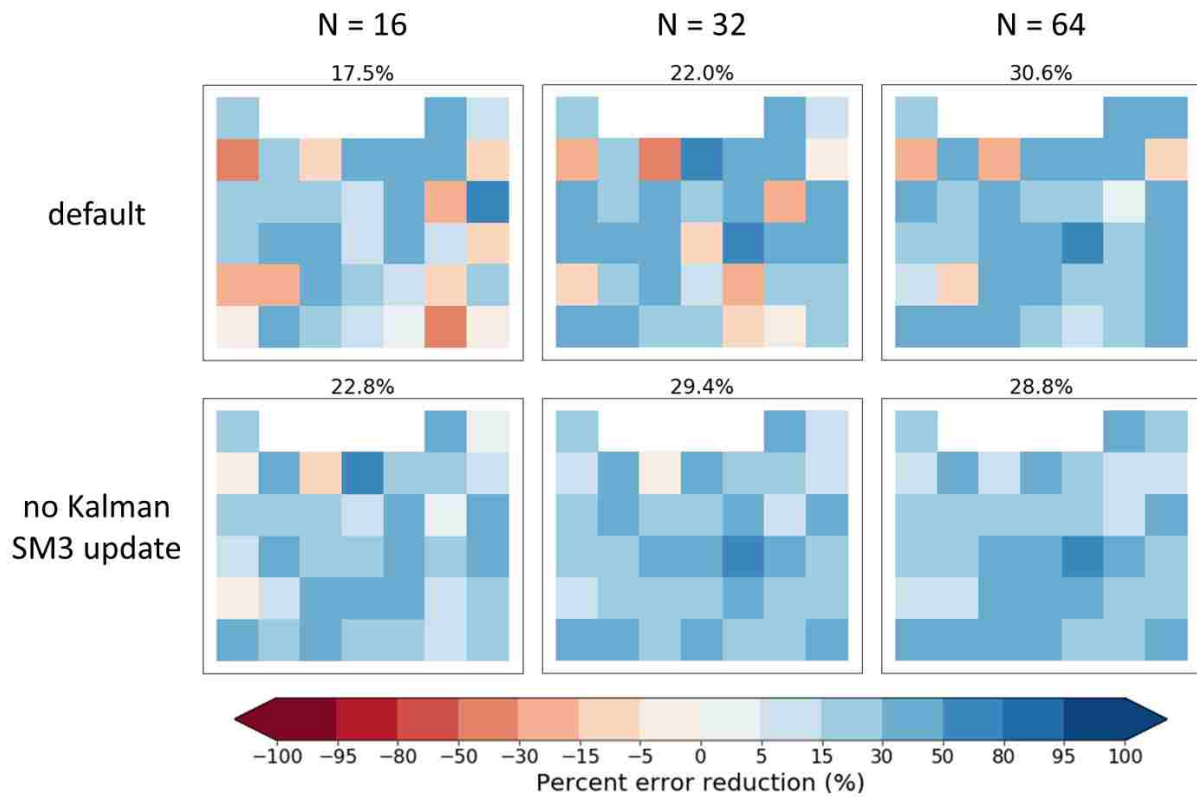 N = 16 N = 32 N = 64
17.5% 22.0% 30.6%
default
22.8% 29.4% 28.8%
no Kalman
SM3 update
−100 −95 −80 −50 −30 −15 −5 0 5 15 30 50 80 95 100
Percent error reduction (%)